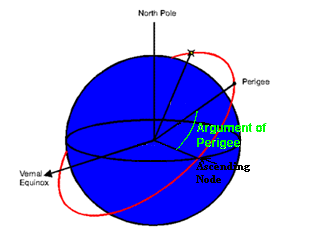 North Pole
Perigee
Argument of
Perigee
Ascending
Node
Vernal
Equinox